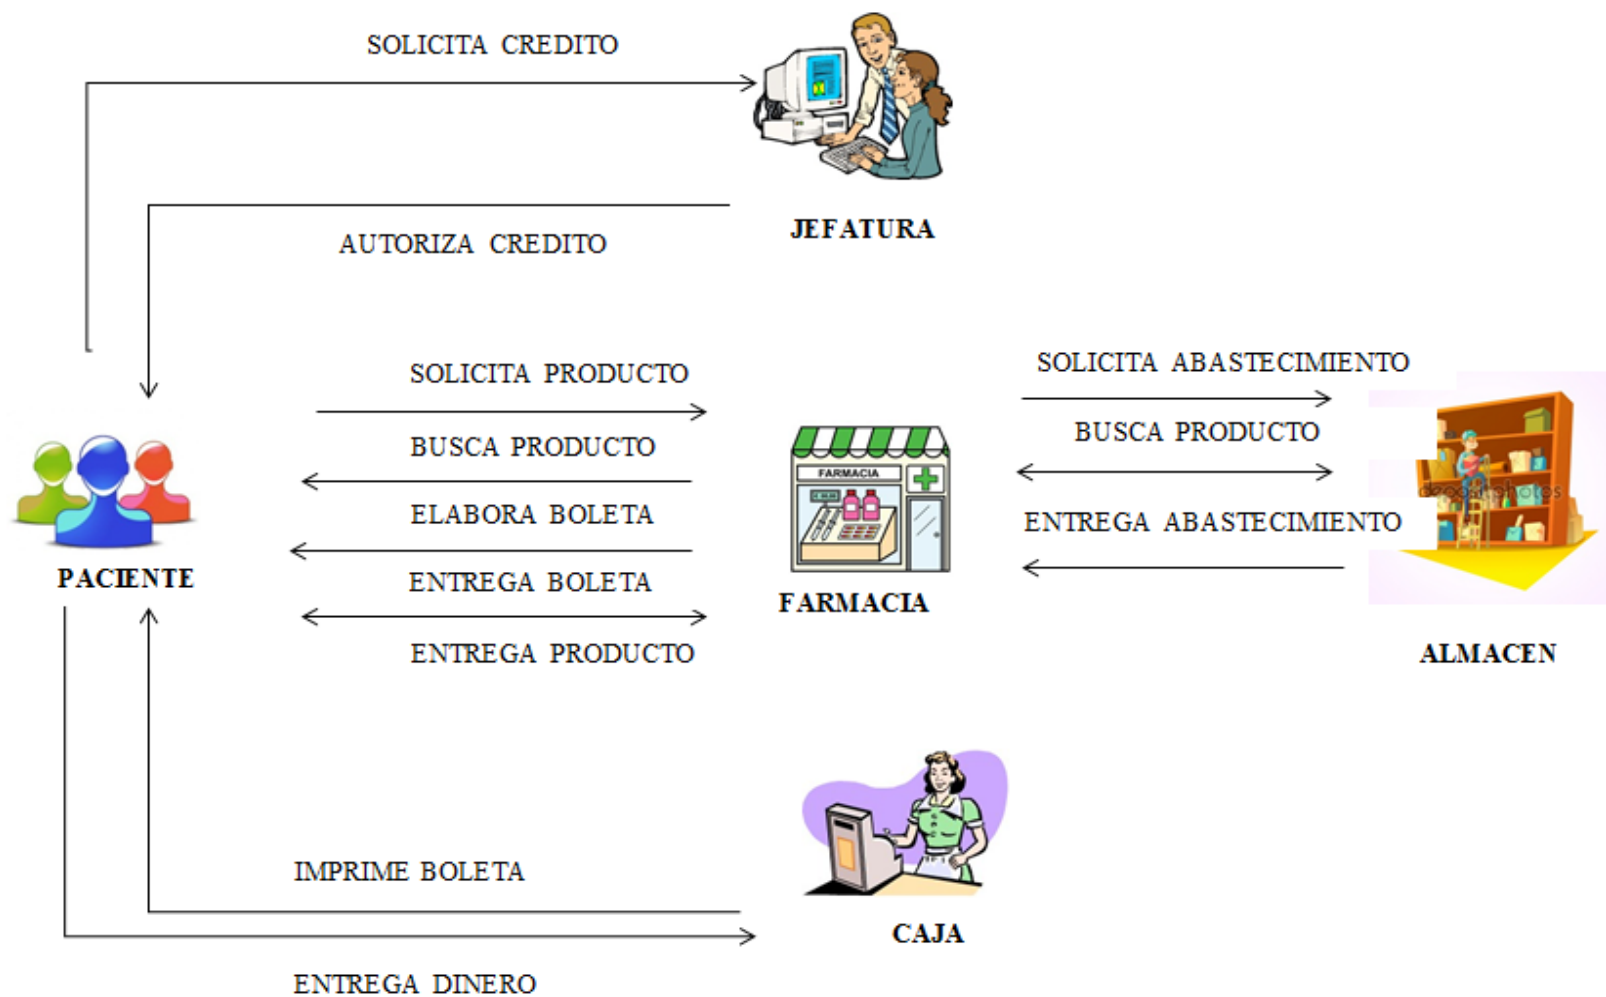 SOLICITA CREDITO
JEFATURA
AUTORIZA CREDITO
SOLICITA ABASTECIMIENTO
SOLICITA PRODUCTO
BUSCA PRODUCTO
BUSCA PRODUCTO
FARMACIA
depositphotos
ELABORA BOLETA
ENTREGA ABASTECIMIENTO
PACIENTE
ENTREGA BOLETA
FARMACIA
ENTREGA PRODUCTO
ALMACEN
IMPRIME BOLETA
CAJA
ENTREGA DINERO